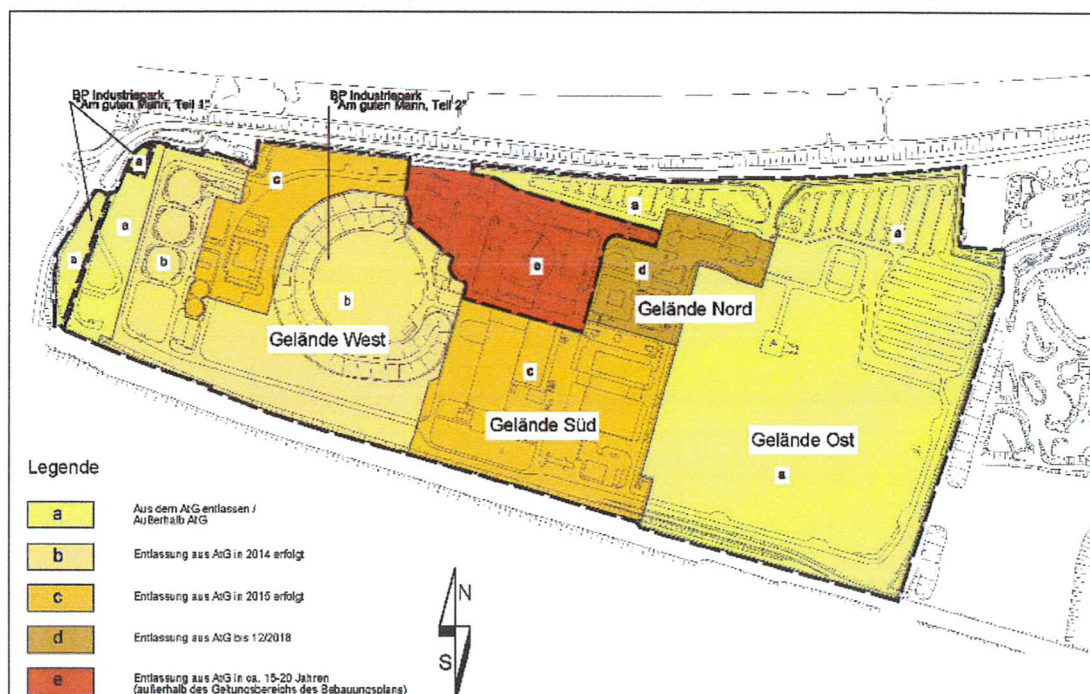 BP Industriepark
"Am guten Mann, Teil 1"
BP Industriepark
"Am guten Mann, Teil 2"
a
c
a
a
a
a
b
e
d
b
Gelände Nord
Gelände West
c
Gelände Süd
Gelände Ost
a
Legende
a Aus dem AtG entlassen /
Außerhalb AtG
b Entlassung aus AtG in 2014 erfolgt
c Entlassung aus AtG in 2015 erfolgt
d Entlassung aus AtG bis 12/2018
e Entlassung aus AtG in ca. 15-20 Jahren
(außerhalb des Geltungsbereichs des Bebauungsplans)
N
S